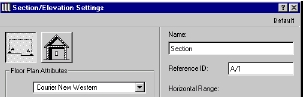 Section/Elevation Settings
Default
Name:
Section
Reference ID: A/1
Floor Plan Attributes
Courier New Western
Horizontal Range: